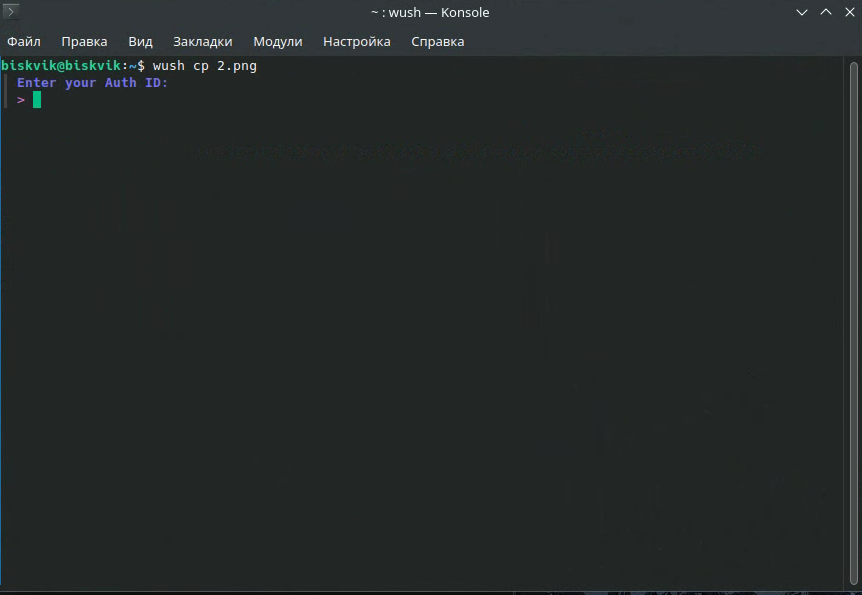 ~ : wush — Konsole
Файл Правка Вид Закладки Модули Настройка Справка
biskvik@biskvik:~$ wush cp 2.png
Enter your Auth ID:
>